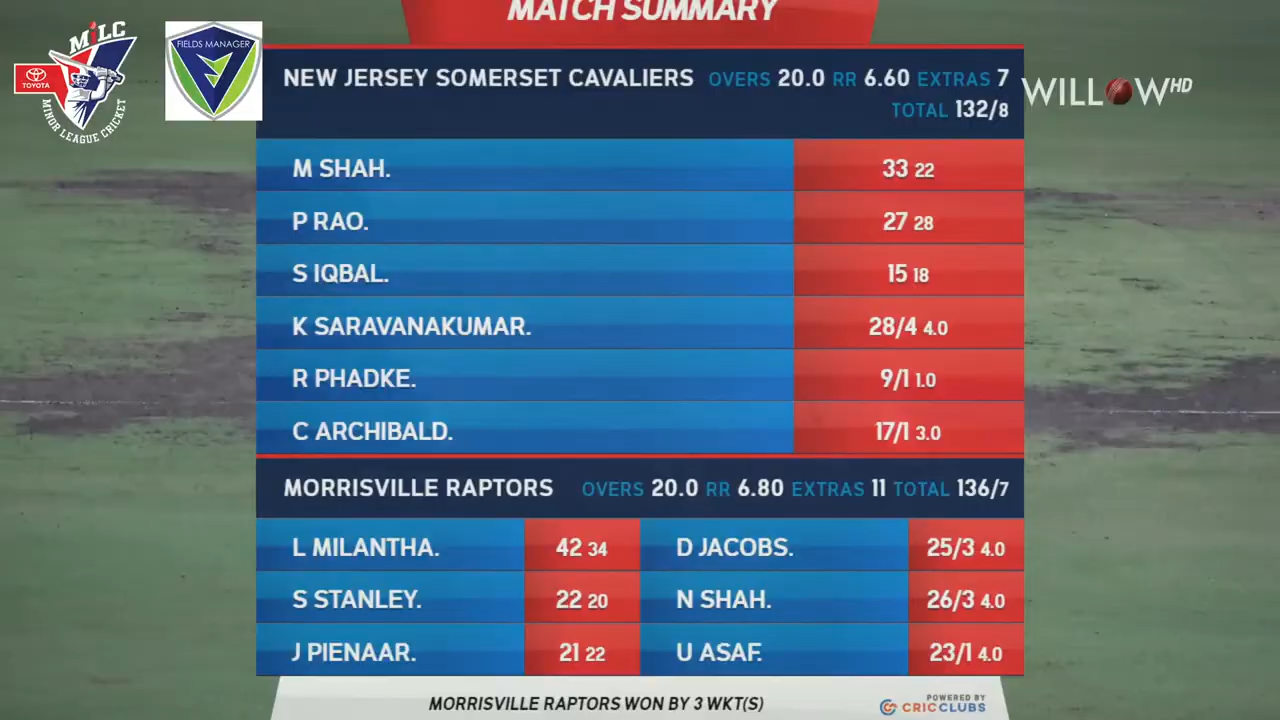 MATCH SUMMARY
MiLC
TOYOTA
MINOR LEAGUE CRICKET
FIELDS MANAGER
WILLOW HD
NEW JERSEY SOMERSET CAVALIERS OVERS 20.0 RR 6.60 EXTRAS 7
TOTAL 132/8
M SHAH. 33 22
P RAO. 27 28
S IQBAL. 15 18
K SARAVANAKUMAR. 28/4 4.0
R PHADKE. 9/1 1.0
C ARCHIBALD. 17/1 3.0
MORRISVILLE RAPTORS OVERS 20.0 RR 6.80 EXTRAS 11 TOTAL 136/7
L MILANTHA. 42 34 D JACOBS. 25/3 4.0
S STANLEY. 22 20 N SHAH. 26/3 4.0
J PIENAAR. 21 22 U ASAF. 23/1 4.0
MORRISVILLE RAPTORS WON BY 3 WKT(S)
POWERED BY
CRICCLUBS